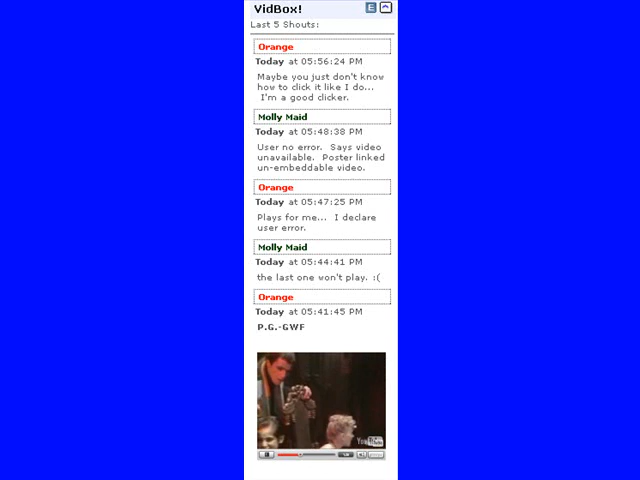 VidBox!
E
Last 5 Shouts:
Orange
Today at 05:56:24 PM
Maybe you just don't know
how to click it like I do...
I'm a good clicker.
Molly Maid
Today at 05:48:38 PM
User no error.  Says video
unavailable.  Poster linked
un-embeddable video.
Orange
Today at 05:47:25 PM
Plays for me...  I declare
user error.
Molly Maid
Today at 05:44:41 PM
the last one won't play. :(
Orange
Today at 05:41:45 PM
P.G.-GWF
YouTube